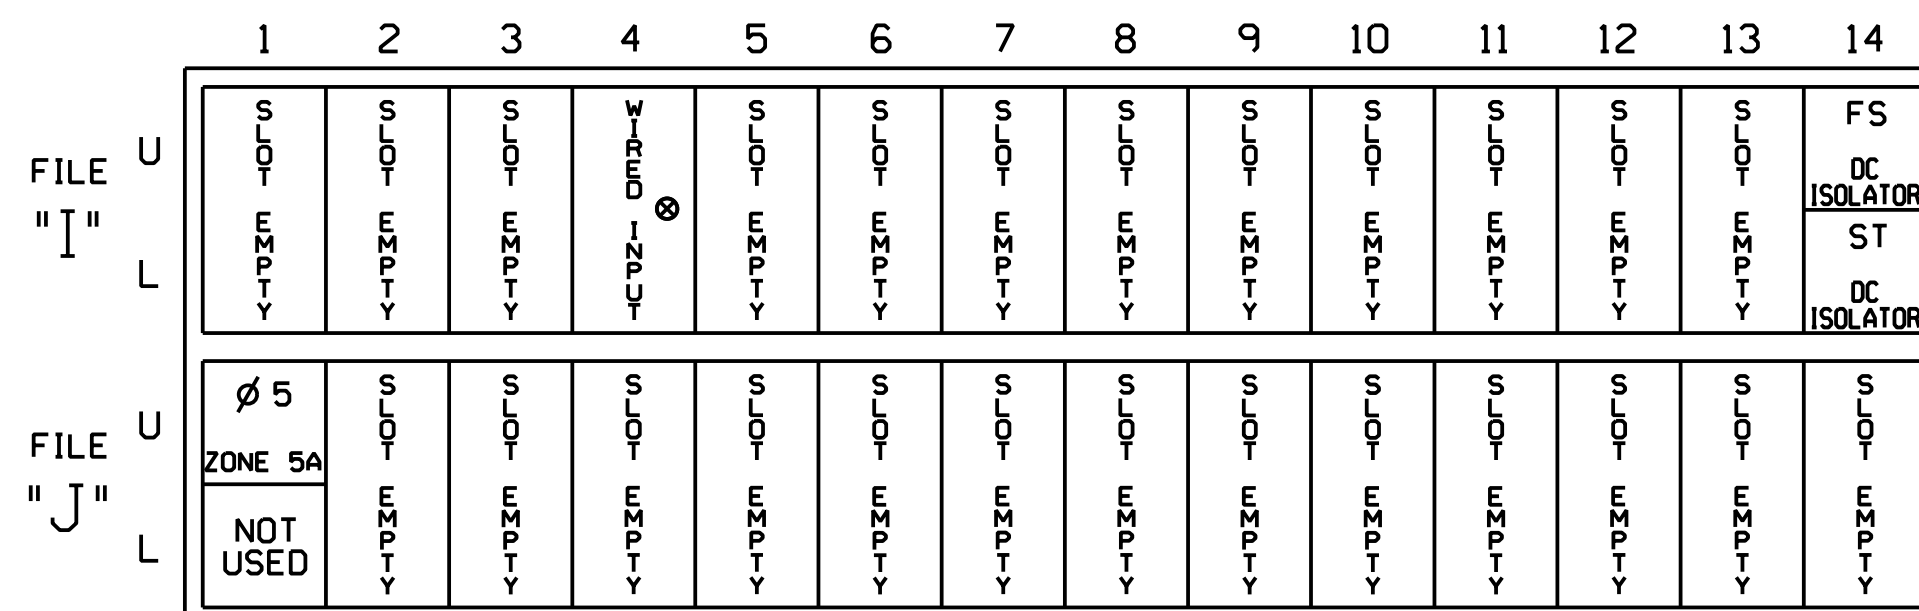 1 2 3 4 5 6 7 8 9 10 11 12 13 14
FILE "I"
U
L
SLOT EMPTY
SLOT EMPTY
SLOT EMPTY
WIRED INPUT ⊗
SLOT EMPTY
SLOT EMPTY
SLOT EMPTY
SLOT EMPTY
SLOT EMPTY
SLOT EMPTY
SLOT EMPTY
SLOT EMPTY
SLOT EMPTY
FS
DC
ISOLATOR
ST
DC
ISOLATOR
FILE "J"
U
L
Ø 5
ZONE 5A
NOT
USED
SLOT EMPTY
SLOT EMPTY
SLOT EMPTY
SLOT EMPTY
SLOT EMPTY
SLOT EMPTY
SLOT EMPTY
SLOT EMPTY
SLOT EMPTY
SLOT EMPTY
SLOT EMPTY
SLOT EMPTY
SLOT EMPTY